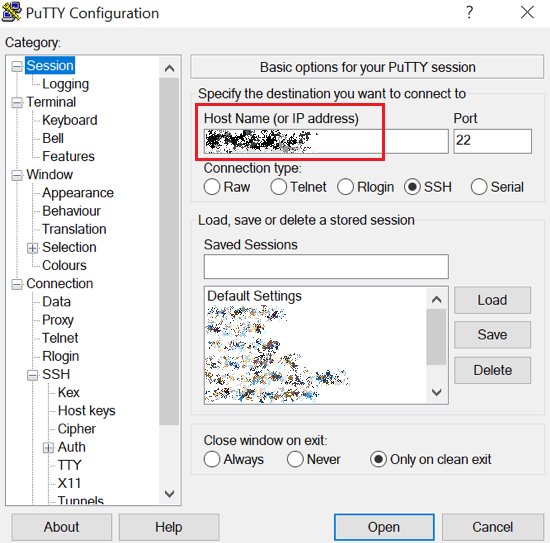 PuTTY Configuration
Category:
Session
Logging
Terminal
Keyboard
Bell
Features
Window
Appearance
Behaviour
Translation
Selection
Colours
Connection
Data
Proxy
Telnet
Rlogin
SSH
Kex
Host keys
Cipher
Auth
TTY
X11
Tunnels
Basic options for your PuTTY session
Specify the destination you want to connect to
Host Name (or IP address) Port
22
Connection type:
Raw Telnet Rlogin SSH Serial
Load, save or delete a stored session
Saved Sessions
Default Settings
Load
Save
Delete
Close window on exit:
Always Never Only on clean exit
About Help Open Cancel